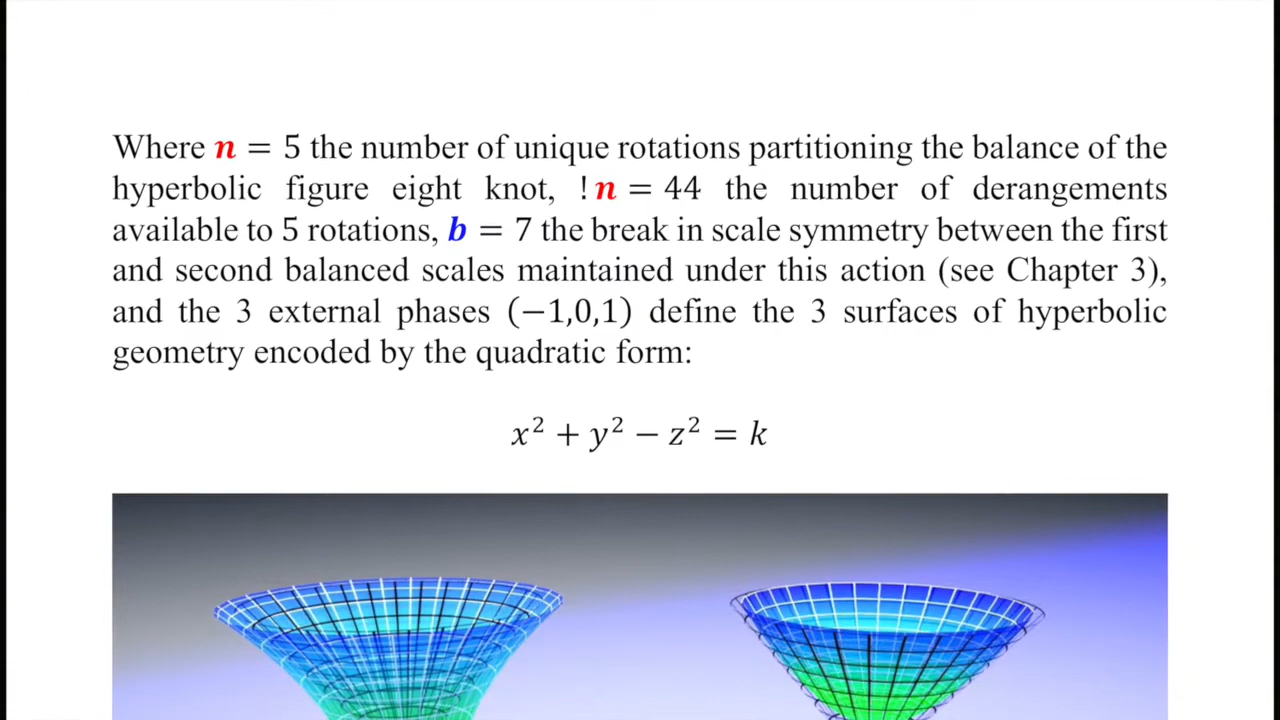 Where n = 5 the number of unique rotations partitioning the balance of the
hyperbolic figure eight knot, !n = 44 the number of derangements
available to 5 rotations, b = 7 the break in scale symmetry between the first
and second balanced scales maintained under this action (see Chapter 3),
and the 3 external phases (−1,0,1) define the 3 surfaces of hyperbolic
geometry encoded by the quadratic form:
x² + y² − z² = k